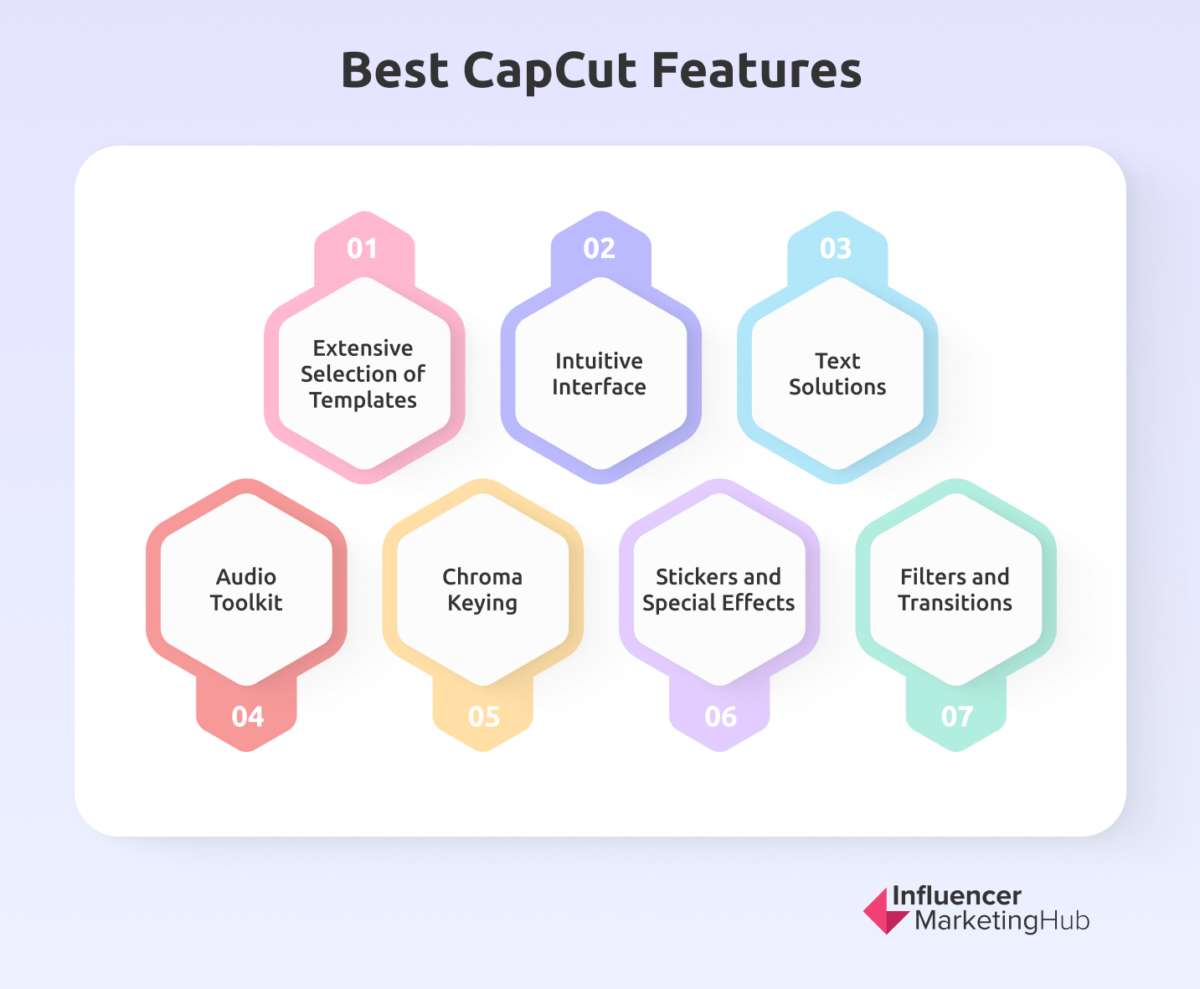 Best CapCut Features
01
Extensive
Selection of
Templates
02
Intuitive
Interface
03
Text
Solutions
Audio
Toolkit
04
Chroma
Keying
05
Stickers and
Special Effects
06
Filters and
Transitions
07
Influencer
MarketingHub